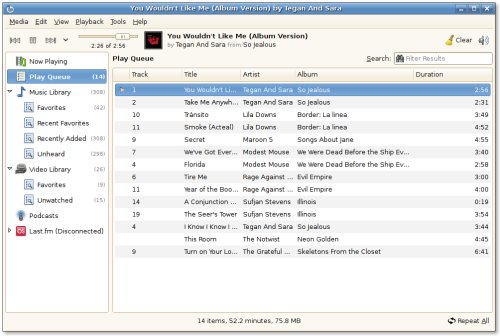 You Wouldn't Like Me (Album Version) by Tegan And Sara
Media Edit View Playback Tools Help
You Wouldn't Like Me (Album Version)
by Tegan And Sara from So Jealous
2:26 of 2:56
Clear
Now Playing
Play Queue (14)
Music Library (308)
Favorites (42)
Recent Favorites
Recently Added (308)
Unheard (298)
Video Library (26)
Favorites (9)
Unwatched (15)
Podcasts
Last.fm (Disconnected)
Play Queue
Search: Filter Results
Track Title Artist Album Duration
1 You Wouldn't Li... Tegan And Sara So Jealous 2:56
2 Take Me Anywh... Tegan And Sara So Jealous 2:31
10 Tránsito Lila Downs Border: La linea 3:49
11 Smoke (Acteal) Lila Downs Border: La linea 4:52
9 Secret Maroon 5 Songs About Jane 4:55
7 We've Got Ever... Modest Mouse We Were Dead Before the Ship Ev... 3:40
4 Florida Modest Mouse We Were Dead Before the Ship Ev... 2:58
6 Tire Me Rage Against ... Evil Empire 3:00
11 Year of the Boo... Rage Against ... Evil Empire 4:00
14 A Conjunction ... Sufjan Stevens Illinois 0:19
19 The Seer's Tower Sufjan Stevens Illinois 3:54
4 I Know I Know I ... Tegan And Sara So Jealous 3:44
This Room The Notwist Neon Golden 4:45
9 Turn on Your Lo... The Grateful ... Skeletons From the Closet 6:41
14 items, 52.2 minutes, 75.8 MB
Repeat All